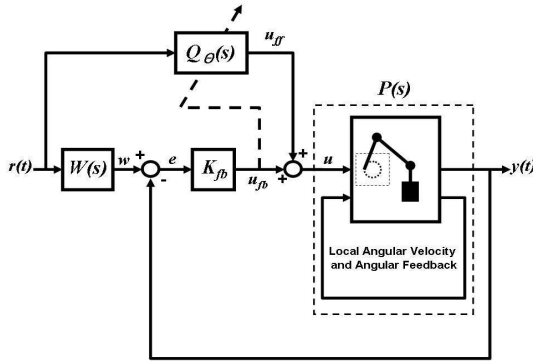 Q_Θ(s)
u_ff
P(s)
r(t)
W(s)
w
+
-
e
K_fb
u_fb
+
+
u
y(t)
Local Angular Velocity
and Angular Feedback